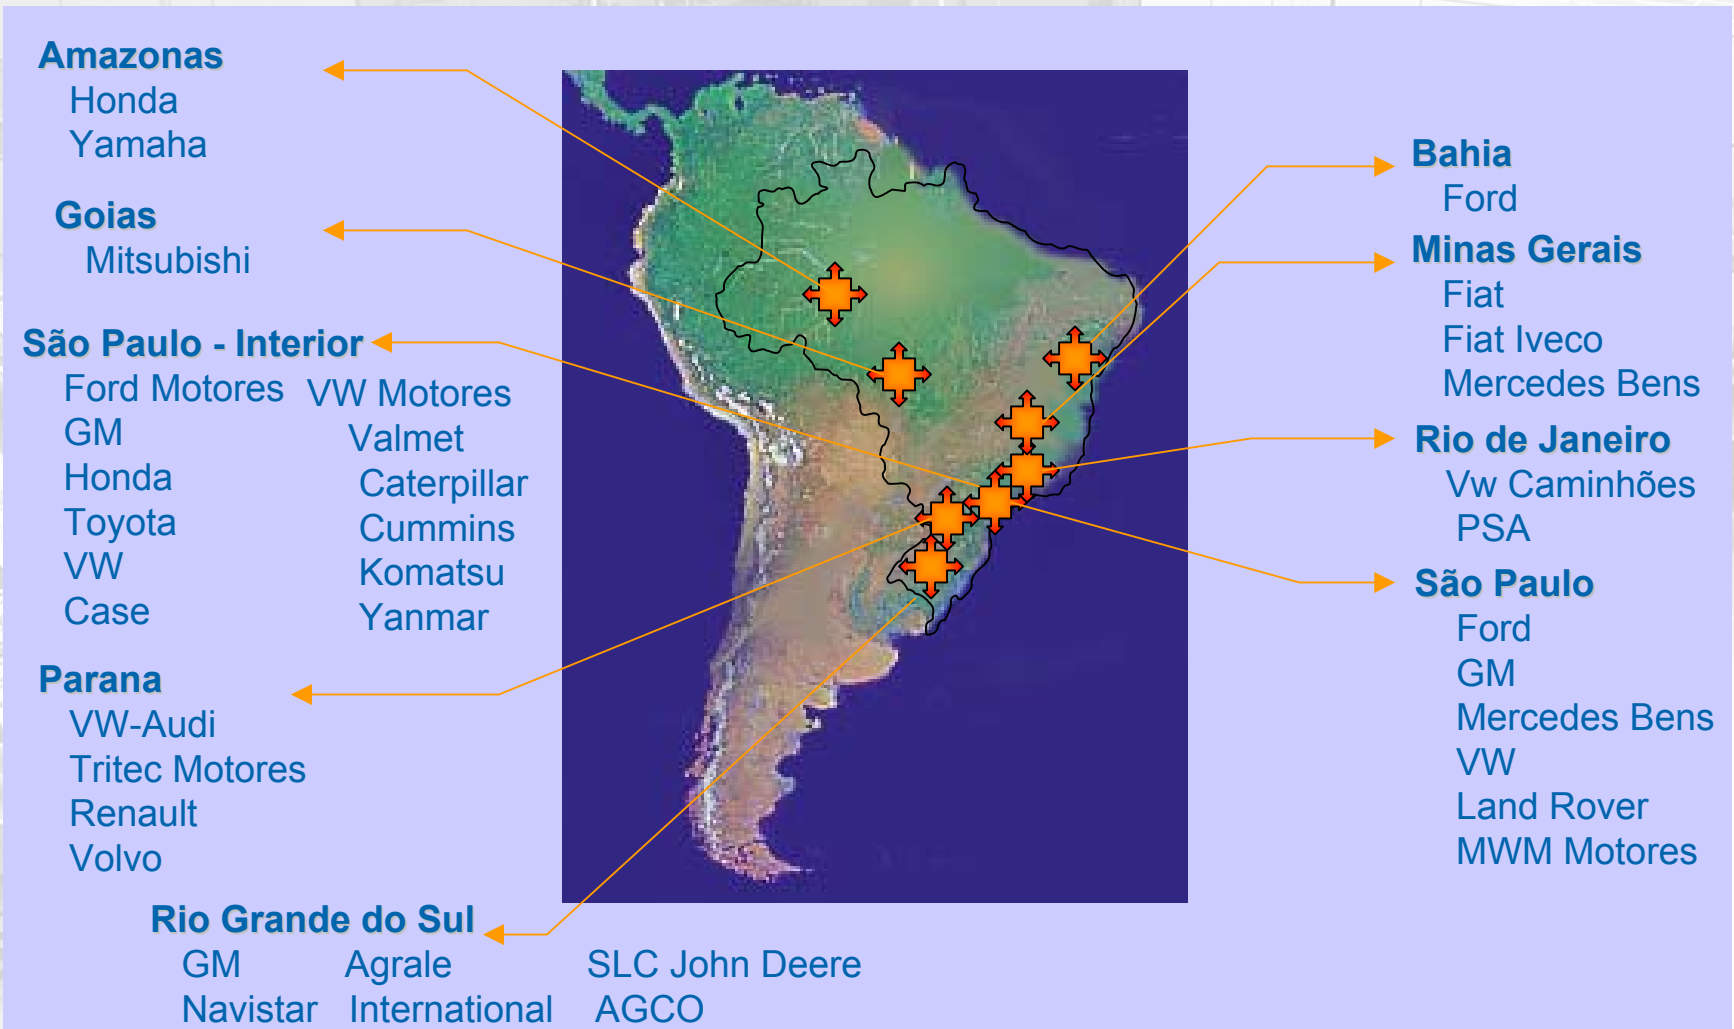 Amazonas
Honda
Yamaha
Goias
Mitsubishi
São Paulo - Interior
Ford Motores
GM
Honda
Toyota
VW
Case
VW Motores
Valmet
Caterpillar
Cummins
Komatsu
Yanmar
Parana
VW-Audi
Tritec Motores
Renault
Volvo
Rio Grande do Sul
GM Agrale SLC John Deere
Navistar International AGCO
Bahia
Ford
Minas Gerais
Fiat
Fiat Iveco
Mercedes Bens
Rio de Janeiro
Vw Caminhões
PSA
São Paulo
Ford
GM
Mercedes Bens
VW
Land Rover
MWM Motores